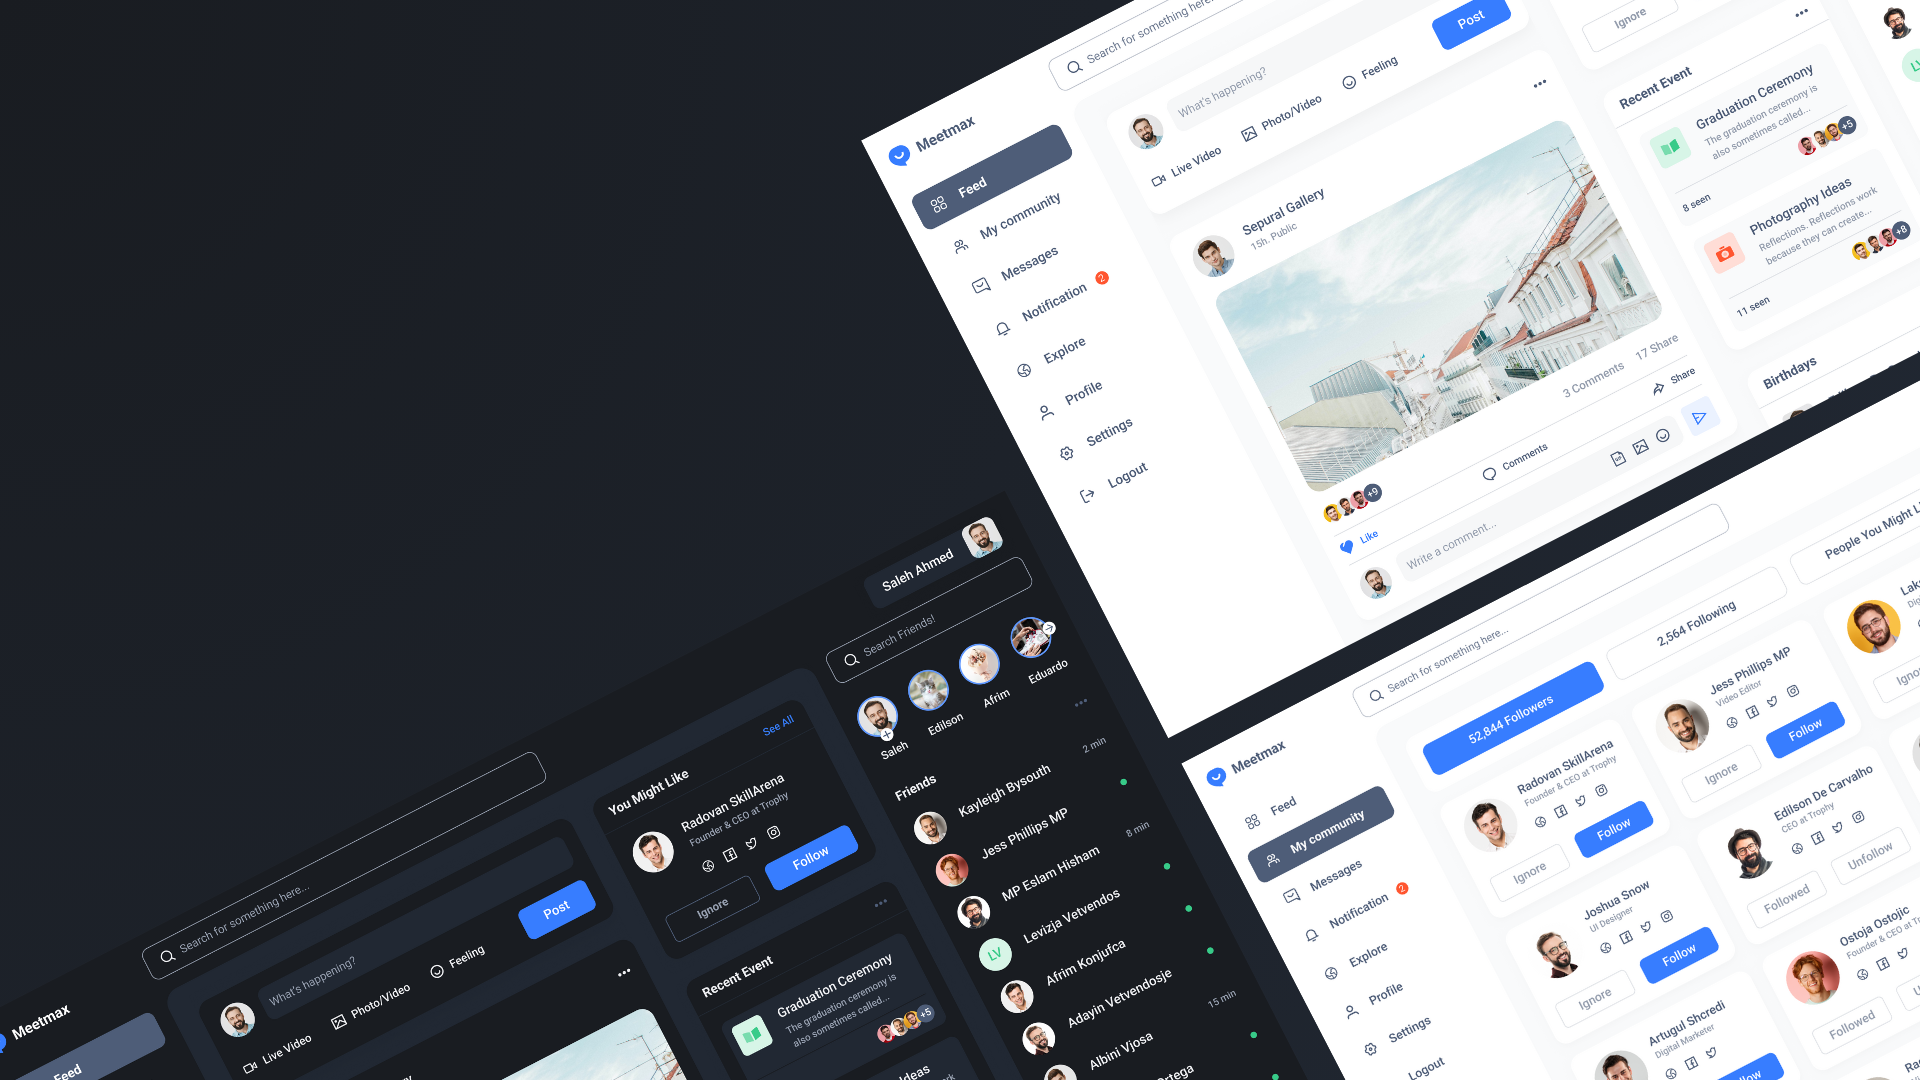 Search for something here...
Meetmax
Feed
My community
Messages
Notification
2
Explore
Profile
Settings
Logout
What's happening?
Post
Live Video
Photo/Video
Feeling
Sepural Gallery
15h. Public
3 Comments
17 Share
+9
Like
Comments
Share
Write a comment...
Ignore
Recent Event
Graduation Ceremony
The graduation ceremony is
also sometimes called...
+5
8 seen
Photography Ideas
Reflections. Reflections work
because they can create...
+8
11 seen
Birthdays
LV
Saleh Ahmed
Search Friends!
Saleh
Edilson
Afrim
Eduardo
Friends
Kayleigh Bysouth
2 min
Jess Phillips MP
MP Eslam Hisham
8 min
Levizja Vetvendos
LV
Afrim Konjufca
Adayin Vetvendosje
Albini Vjosa
15 min
Search for something here...
Meetmax
Feed
What's happening?
Post
Live Video
Photo/Video
Feeling
You Might Like
See All
Radovan SkillArena
Founder & CEO at Trophy
Ignore
Follow
Recent Event
Graduation Ceremony
The graduation ceremony is
also sometimes called...
+5
Search for something here...
Meetmax
Feed
My community
Messages
Notification
2
Explore
Profile
Settings
Logout
52,844 Followers
2,564 Following
People You Might
Radovan SkillArena
Founder & CEO at Trophy
Ignore
Follow
Jess Phillips MP
Video Editor
Ignore
Follow
Joshua Snow
UI Designer
Ignore
Follow
Edilson De Carvalho
CEO at Trophy
Followed
Unfollow
Artugul Shcredi
Digital Marketer
Ostoja Ostojic
Founder & CEO at
Followed